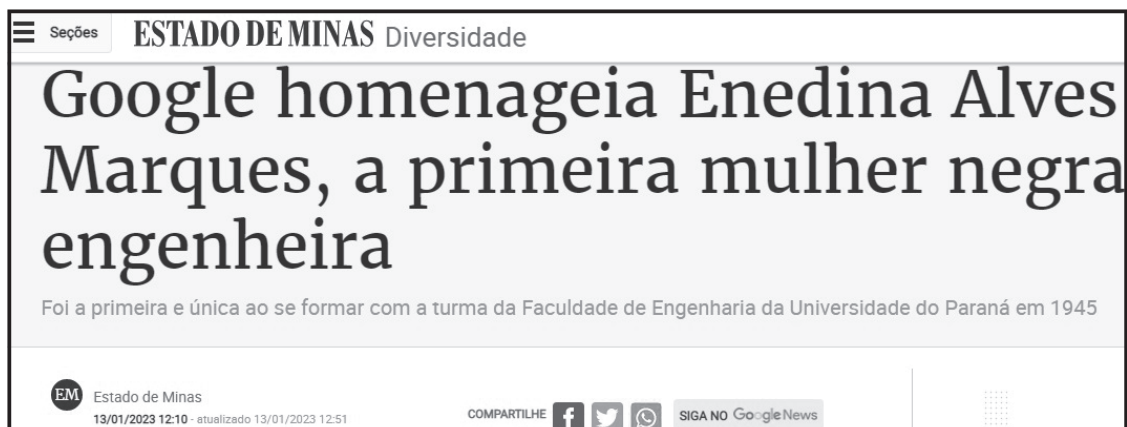 Seções ESTADO DE MINAS Diversidade
Google homenageia Enedina Alves
Marques, a primeira mulher negra
engenheira
Foi a primeira e única ao se formar com a turma da Faculdade de Engenharia da Universidade do Paraná em 1945
EM Estado de Minas
13/01/2023 12:10 - atualizado 13/01/2023 12:51
COMPARTILHE f SIGA NO Google News